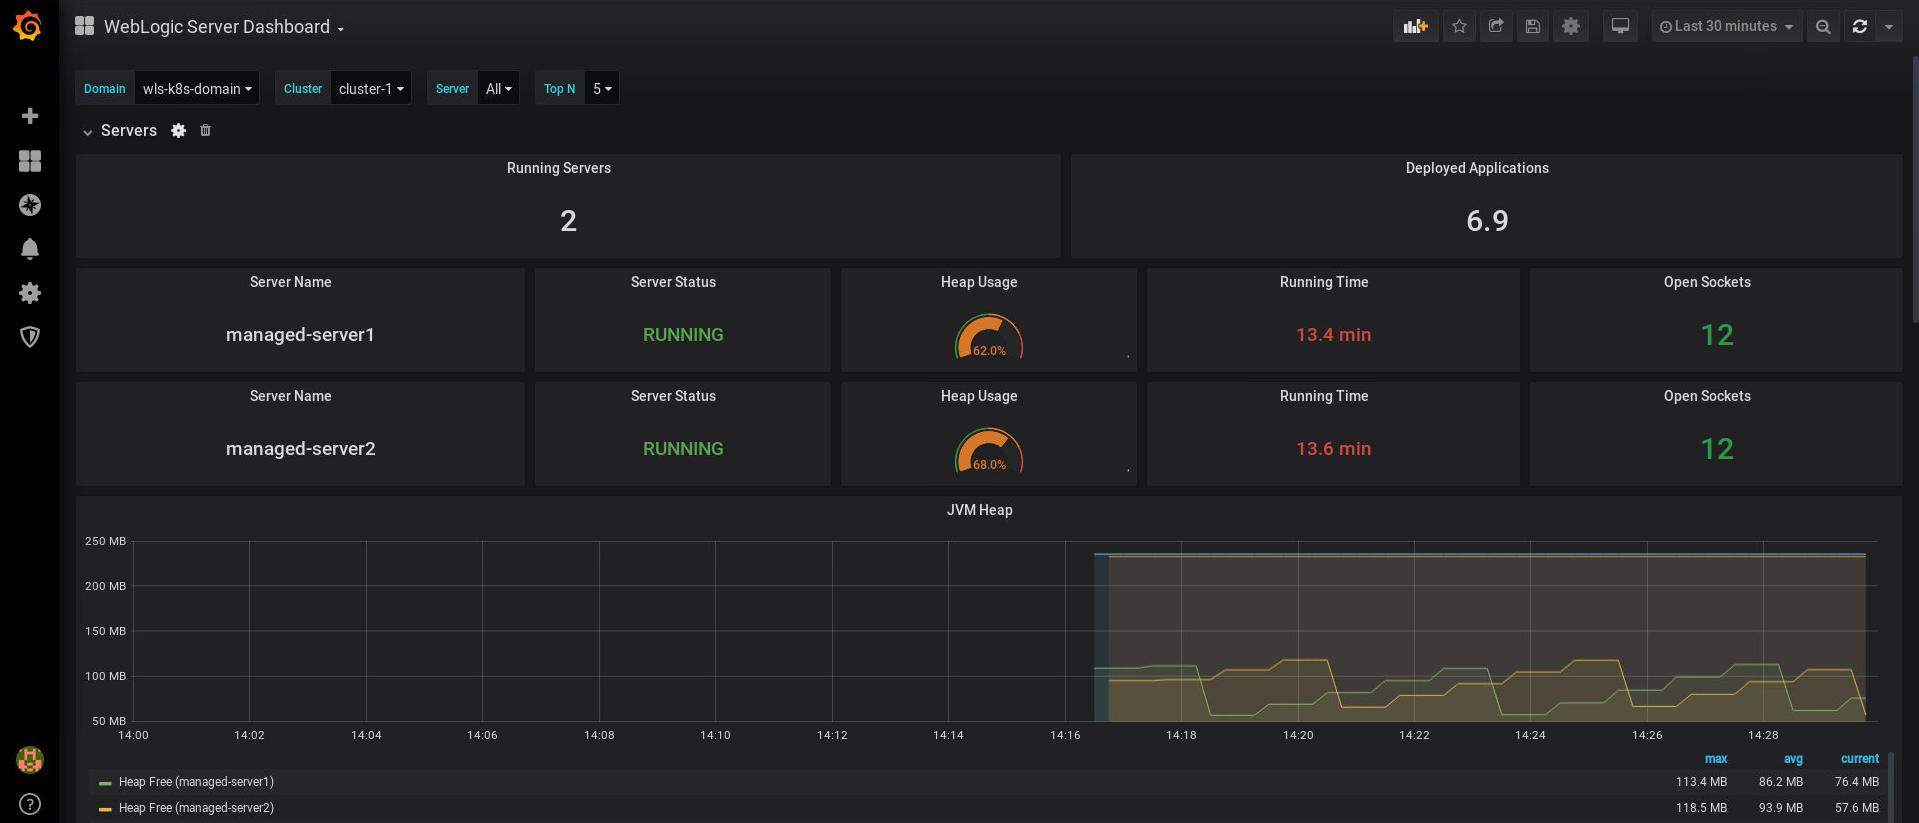 WebLogic Server Dashboard
Last 30 minutes
Domain wls-k8s-domain Cluster cluster-1 Server All Top N 5
Servers
Running Servers Deployed Applications
2 6.9
Server Name Server Status Heap Usage Running Time Open Sockets
managed-server1 RUNNING 62.0% 13.4 min 12
Server Name Server Status Heap Usage Running Time Open Sockets
managed-server2 RUNNING 68.0% 13.6 min 12
JVM Heap
250 MB
200 MB
150 MB
100 MB
50 MB
14:00 14:02 14:04 14:06 14:08 14:10 14:12 14:14 14:16 14:18 14:20 14:22 14:24 14:26 14:28
max avg current
Heap Free (managed-server1) 113.4 MB 86.2 MB 76.4 MB
Heap Free (managed-server2) 118.5 MB 93.9 MB 57.6 MB